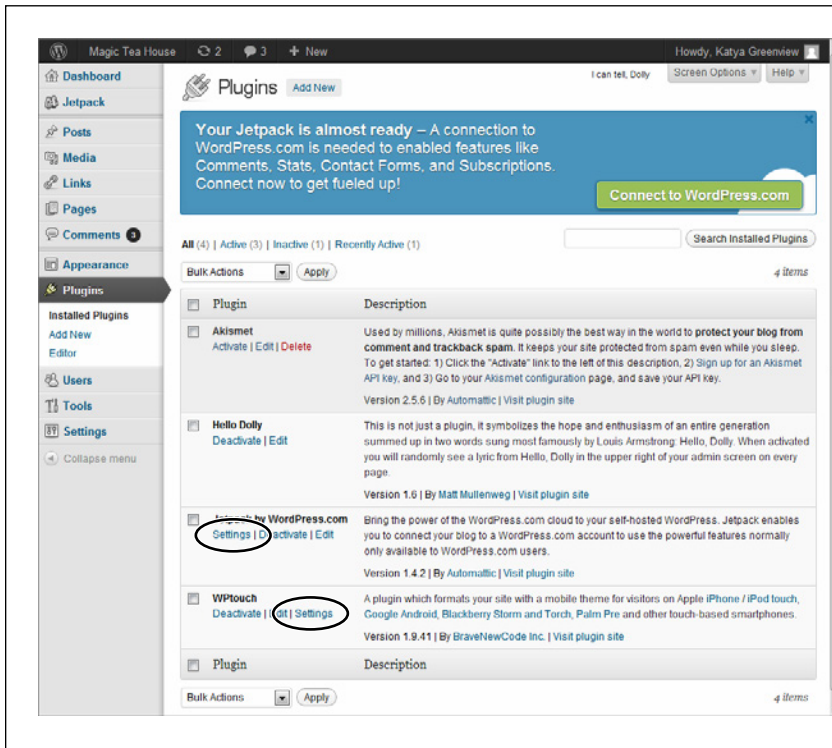 Magic Tea House 2 3 + New Howdy, Katya Greenview
Dashboard
Jetpack
Posts
Media
Links
Pages
Comments 3
Appearance
Plugins
Installed Plugins
Add New
Editor
Users
Tools
Settings
Collapse menu
Plugins Add New
I can tell, Dolly Screen Options Help
Your Jetpack is almost ready – A connection to
WordPress.com is needed to enabled features like
Comments, Stats, Contact Forms, and Subscriptions.
Connect now to get fueled up!
Connect to WordPress.com
All (4) | Active (3) | Inactive (1) | Recently Active (1)
Search Installed Plugins
Bulk Actions Apply 4 items
Plugin Description
Akismet
Activate | Edit | Delete
Used by millions, Akismet is quite possibly the best way in the world to protect your blog from
comment and trackback spam. It keeps your site protected from spam even while you sleep.
To get started: 1) Click the "Activate" link to the left of this description, 2) Sign up for an Akismet
API key, and 3) Go to your Akismet configuration page, and save your API key.
Version 2.5.6 | By Automattic | Visit plugin site
Hello Dolly
Deactivate | Edit
This is not just a plugin, it symbolizes the hope and enthusiasm of an entire generation
summed up in two words sung most famously by Louis Armstrong: Hello, Dolly. When activated
you will randomly see a lyric from Hello, Dolly in the upper right of your admin screen on every
page.
Version 1.6 | By Matt Mullenweg | Visit plugin site
Jetpack by WordPress.com
Settings | Deactivate | Edit
Bring the power of the WordPress.com cloud to your self-hosted WordPress. Jetpack enables
you to connect your blog to a WordPress.com account to use the powerful features normally
only available to WordPress.com users.
Version 1.4.2 | By Automattic | Visit plugin site
WPtouch
Deactivate | Edit | Settings
A plugin which formats your site with a mobile theme for visitors on Apple iPhone / iPod touch,
Google Android, Blackberry Storm and Torch, Palm Pre and other touch-based smartphones.
Version 1.9.41 | By BraveNewCode Inc. | Visit plugin site
Plugin Description
Bulk Actions Apply 4 items